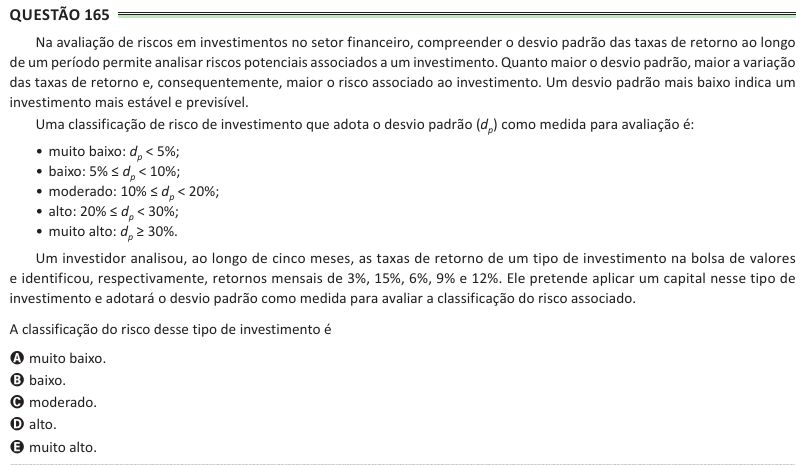 QUESTÃO 165
Na avaliação de riscos em investimentos no setor financeiro, compreender o desvio padrão das taxas de retorno ao longo
de um período permite analisar riscos potenciais associados a um investimento. Quanto maior o desvio padrão, maior a variação
das taxas de retorno e, consequentemente, maior o risco associado ao investimento. Um desvio padrão mais baixo indica um
investimento mais estável e previsível.
Uma classificação de risco de investimento que adota o desvio padrão (dₚ) como medida para avaliação é:
• muito baixo: dₚ < 5%;
• baixo: 5% ≤ dₚ < 10%;
• moderado: 10% ≤ dₚ < 20%;
• alto: 20% ≤ dₚ < 30%;
• muito alto: dₚ ≥ 30%.
Um investidor analisou, ao longo de cinco meses, as taxas de retorno de um tipo de investimento na bolsa de valores
e identificou, respectivamente, retornos mensais de 3%, 15%, 6%, 9% e 12%. Ele pretende aplicar um capital nesse tipo de
investimento e adotará o desvio padrão como medida para avaliar a classificação do risco associado.
A classificação do risco desse tipo de investimento é
A muito baixo.
B baixo.
C moderado.
D alto.
E muito alto.